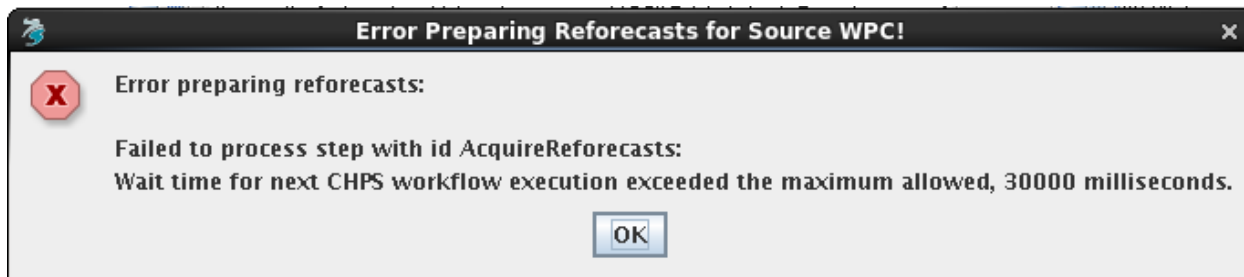 Error Preparing Reforecasts for Source WPC!
Error preparing reforecasts:
Failed to process step with id AcquireReforecasts:
Wait time for next CHPS workflow execution exceeded the maximum allowed, 30000 milliseconds.
OK